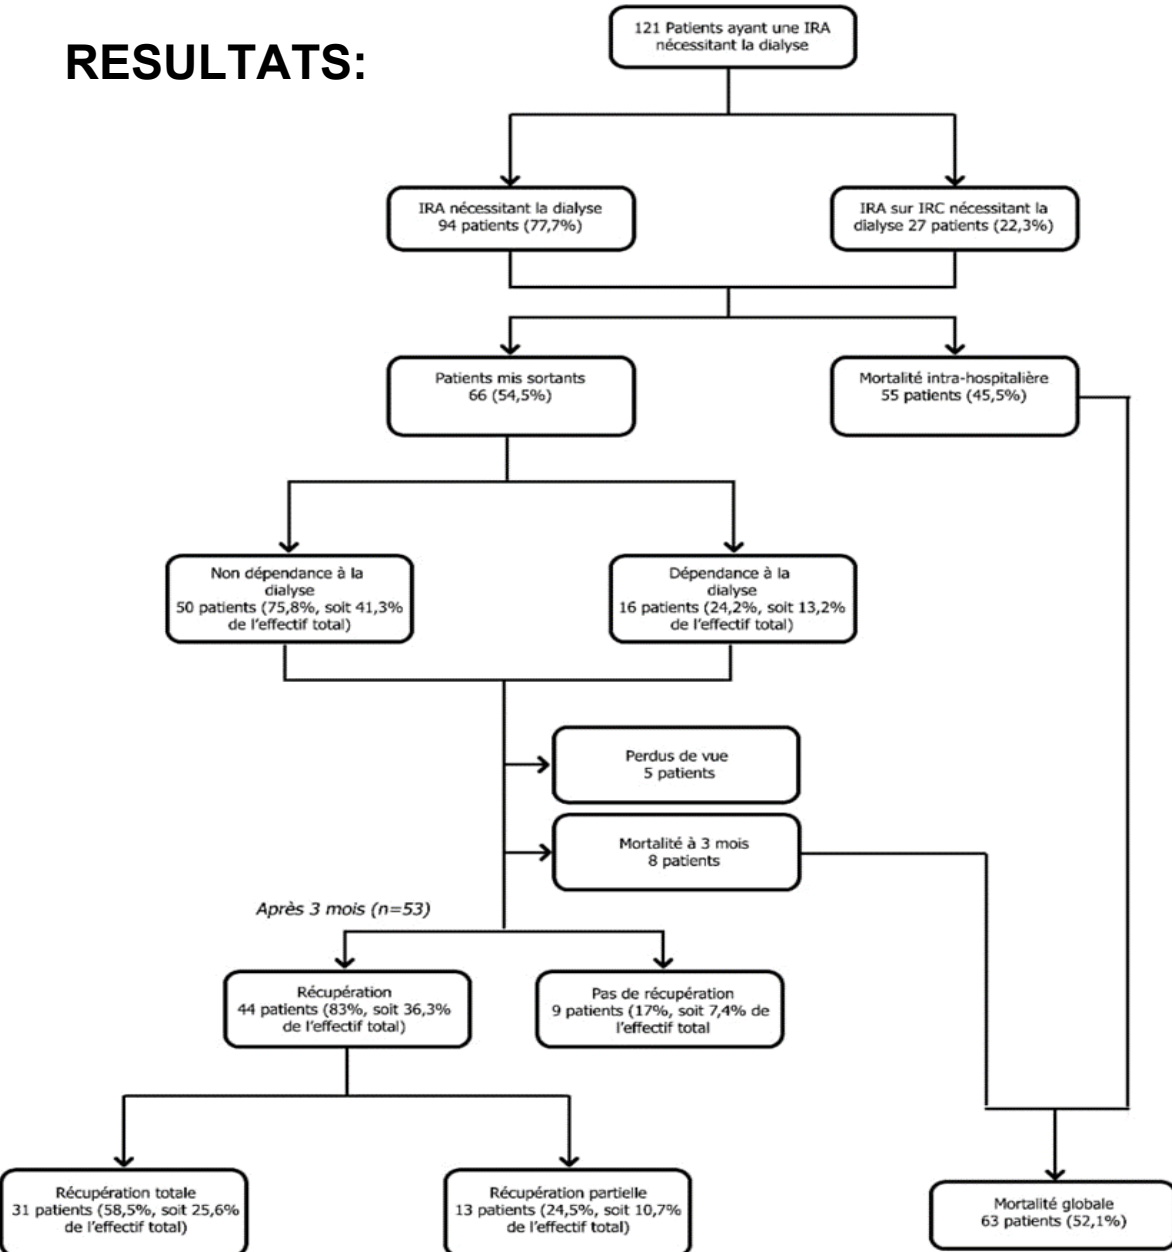 RESULTATS:
121 Patients ayant une IRA
nécessitant la dialyse
IRA nécessitant la dialyse
94 patients (77,7%)
IRA sur IRC nécessitant la
dialyse 27 patients (22,3%)
Patients mis sortants
66 (54,5%)
Mortalité intra-hospitalière
55 patients (45,5%)
Non dépendance à la
dialyse
50 patients (75,8%, soit 41,3%
de l'effectif total)
Dépendance à la
dialyse
16 patients (24,2%, soit 13,2%
de l'effectif total)
Perdus de vue
5 patients
Mortalité à 3 mois
8 patients
Après 3 mois (n=53)
Récupération
44 patients (83%, soit 36,3%
de l'effectif total)
Pas de récupération
9 patients (17%, soit 7,4% de
l'effectif total
Récupération totale
31 patients (58,5%, soit 25,6%
de l'effectif total)
Récupération partielle
13 patients (24,5%, soit 10,7%
de l'effectif total)
Mortalité globale
63 patients (52,1%)